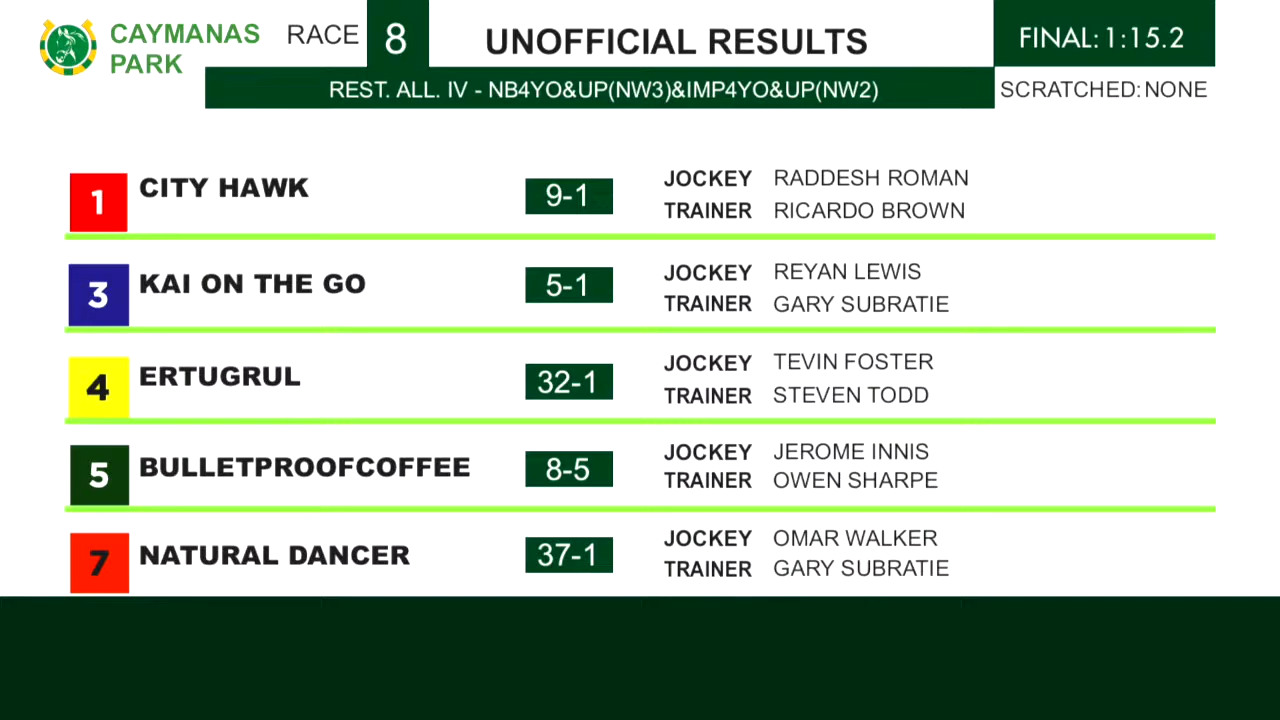 CAYMANAS
PARK
RACE 8
UNOFFICIAL RESULTS
FINAL: 1:15.2
REST. ALL. IV - NB4YO&UP(NW3)&IMP4YO&UP(NW2)
SCRATCHED: NONE
1 CITY HAWK 9-1
JOCKEY RADDESH ROMAN
TRAINER RICARDO BROWN
3 KAI ON THE GO 5-1
JOCKEY REYAN LEWIS
TRAINER GARY SUBRATIE
4 ERTUGRUL 32-1
JOCKEY TEVIN FOSTER
TRAINER STEVEN TODD
5 BULLETPROOFCOFFEE 8-5
JOCKEY JEROME INNIS
TRAINER OWEN SHARPE
7 NATURAL DANCER 37-1
JOCKEY OMAR WALKER
TRAINER GARY SUBRATIE